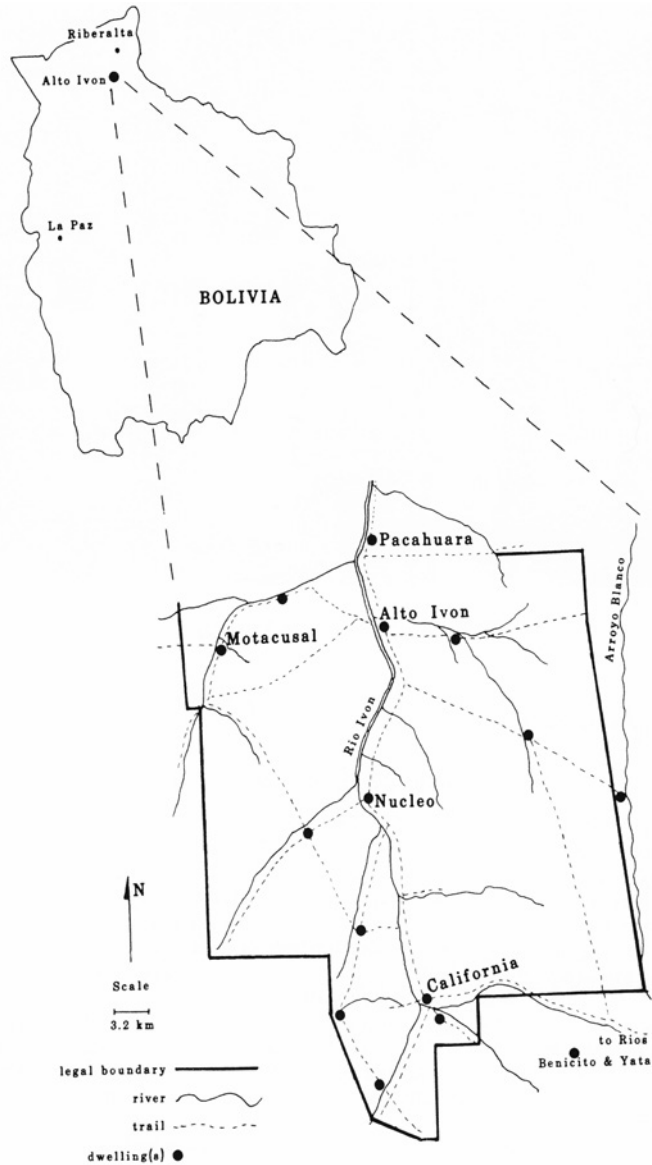 Riberalta
Alto Ivon
La Paz
BOLIVIA
Pacahuara
Alto Ivon
Arroyo Blanco
Motacusal
Rio Ivon
Nucleo
N
California
Scale
3.2 km
to Rios
Benicito & Yata
legal boundary
river
trail
dwelling(s)